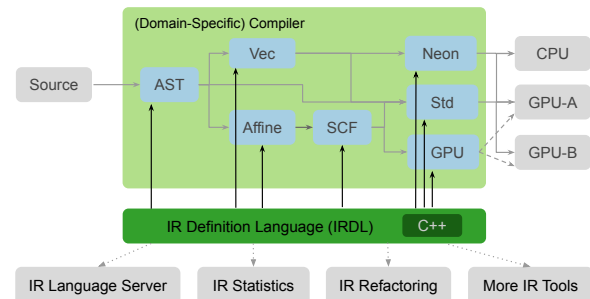 (Domain-Specific) Compiler
Vec
Neon
CPU
Source
AST
Std
GPU-A
Affine
SCF
GPU
GPU-B
IR Definition Language (IRDL)
C++
IR Language Server
IR Statistics
IR Refactoring
More IR Tools